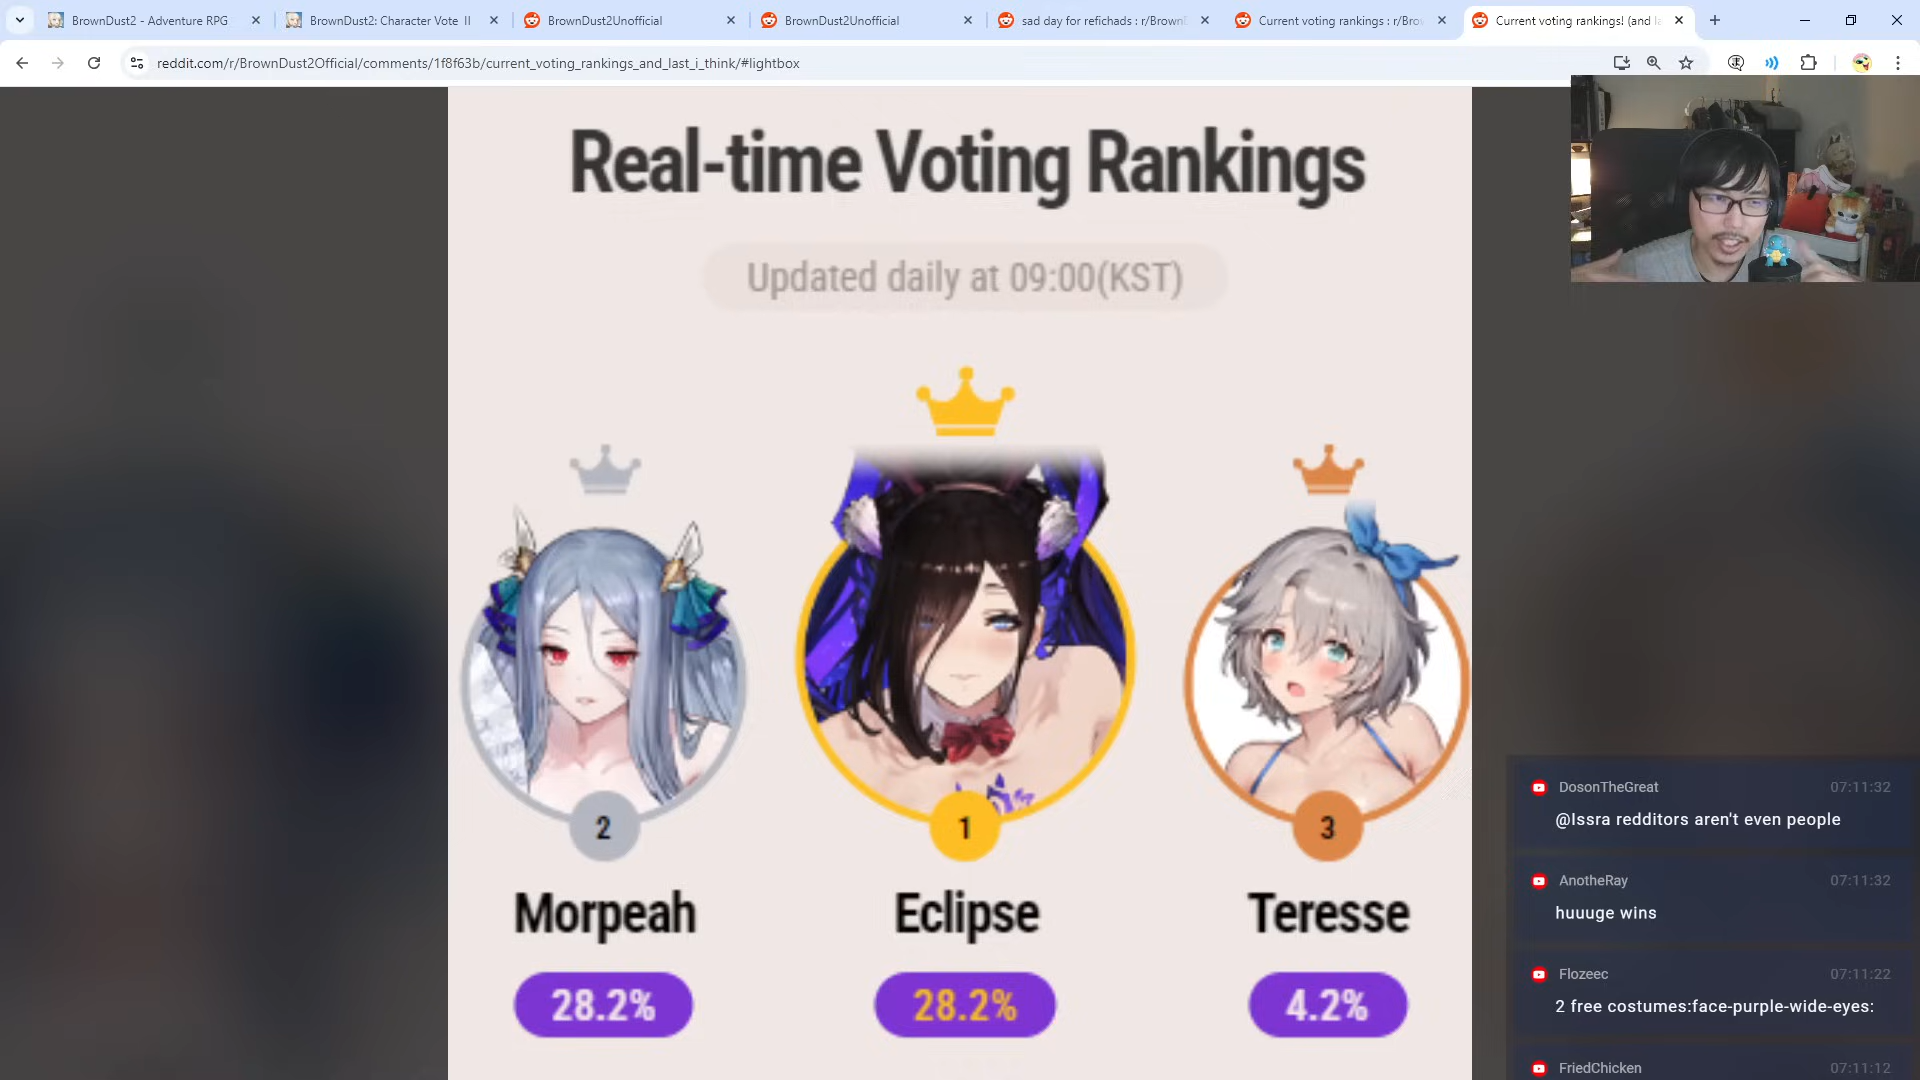 BrownDust2 - Adventure RPG
BrownDust2: Character Vote II
BrownDust2Unofficial
BrownDust2Unofficial
sad day for refichads : r/Brown
Current voting rankings : r/Bro
Current voting rankings! (and la
reddit.com/r/BrownDust2Official/comments/1f8f63b/current_voting_rankings_and_last_i_think/#lightbox
Real-time Voting Rankings
Updated daily at 09:00(KST)
2
1
3
Morpeah
Eclipse
Teresse
28.2%
28.2%
4.2%
DosonTheGreat 07:11:32
@Issra redditors aren't even people
AnotheRay 07:11:32
huuuge wins
Flozeec 07:11:22
2 free costumes:face-purple-wide-eyes:
FriedChicken 07:11:12